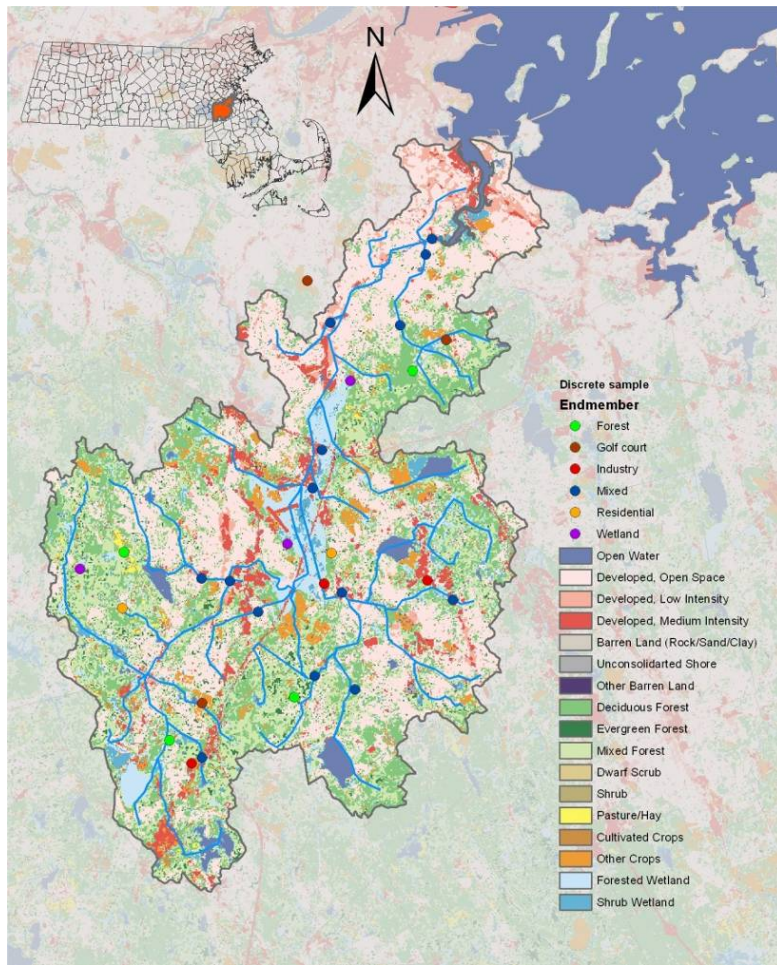 N
Discrete sample
Endmember
Forest
Golf court
Industry
Mixed
Residential
Wetland
Open Water
Developed, Open Space
Developed, Low Intensity
Developed, Medium Intensity
Barren Land (Rock/Sand/Clay)
Unconsolidarted Shore
Other Barren Land
Deciduous Forest
Evergreen Forest
Mixed Forest
Dwarf Scrub
Shrub
Pasture/Hay
Cultivated Crops
Other Crops
Forested Wetland
Shrub Wetland